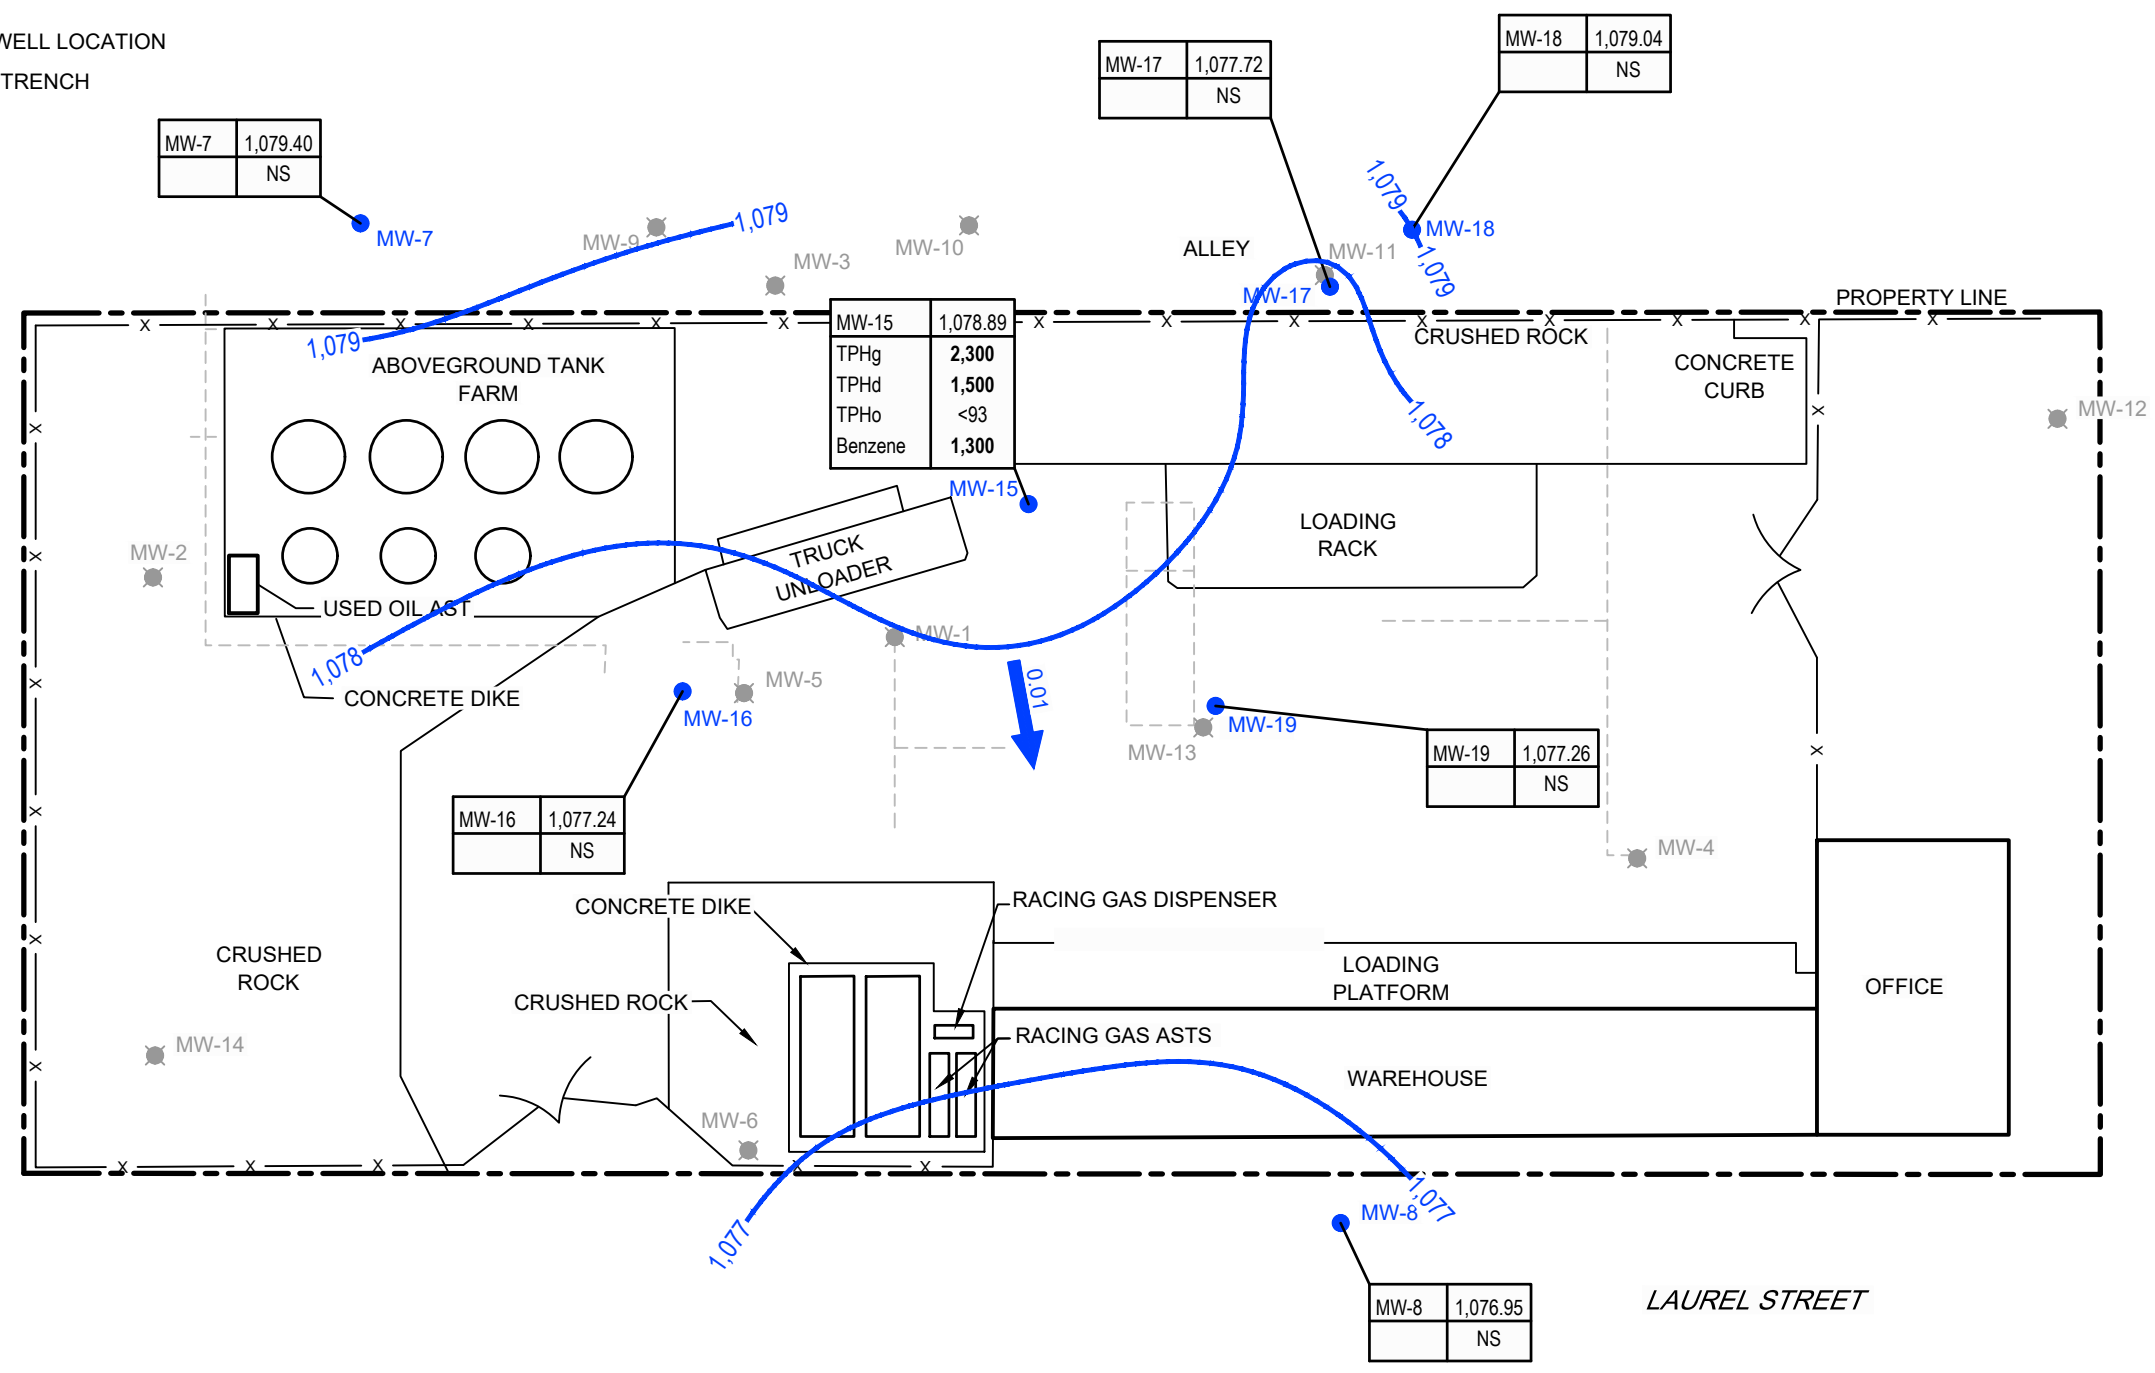 WELL LOCATION
TRENCH
MW-7 1,079.40
NS
MW-17 1,077.72
NS
MW-18 1,079.04
NS
MW-7
MW-9
1,079
MW-3
MW-10
ALLEY
MW-11
MW-17
1,079
MW-18
1,079
PROPERTY LINE
1,079
ABOVEGROUND TANK
FARM
MW-15 1,078.89
TPHg 2,300
TPHd 1,500
TPHo <93
Benzene 1,300
MW-15
CRUSHED ROCK
CONCRETE
CURB
1,078
MW-12
MW-2
TRUCK
UNLOADER
LOADING
RACK
USED OIL AST
1,078
CONCRETE DIKE
MW-1
MW-5
MW-16
0.01
MW-19
MW-13
MW-19 1,077.26
NS
MW-16 1,077.24
NS
MW-4
CONCRETE DIKE
RACING GAS DISPENSER
CRUSHED
ROCK
CRUSHED ROCK
LOADING
PLATFORM
OFFICE
RACING GAS ASTS
WAREHOUSE
MW-14
MW-6
1,077
MW-8
1,077
MW-8 1,076.95
NS
LAUREL STREET